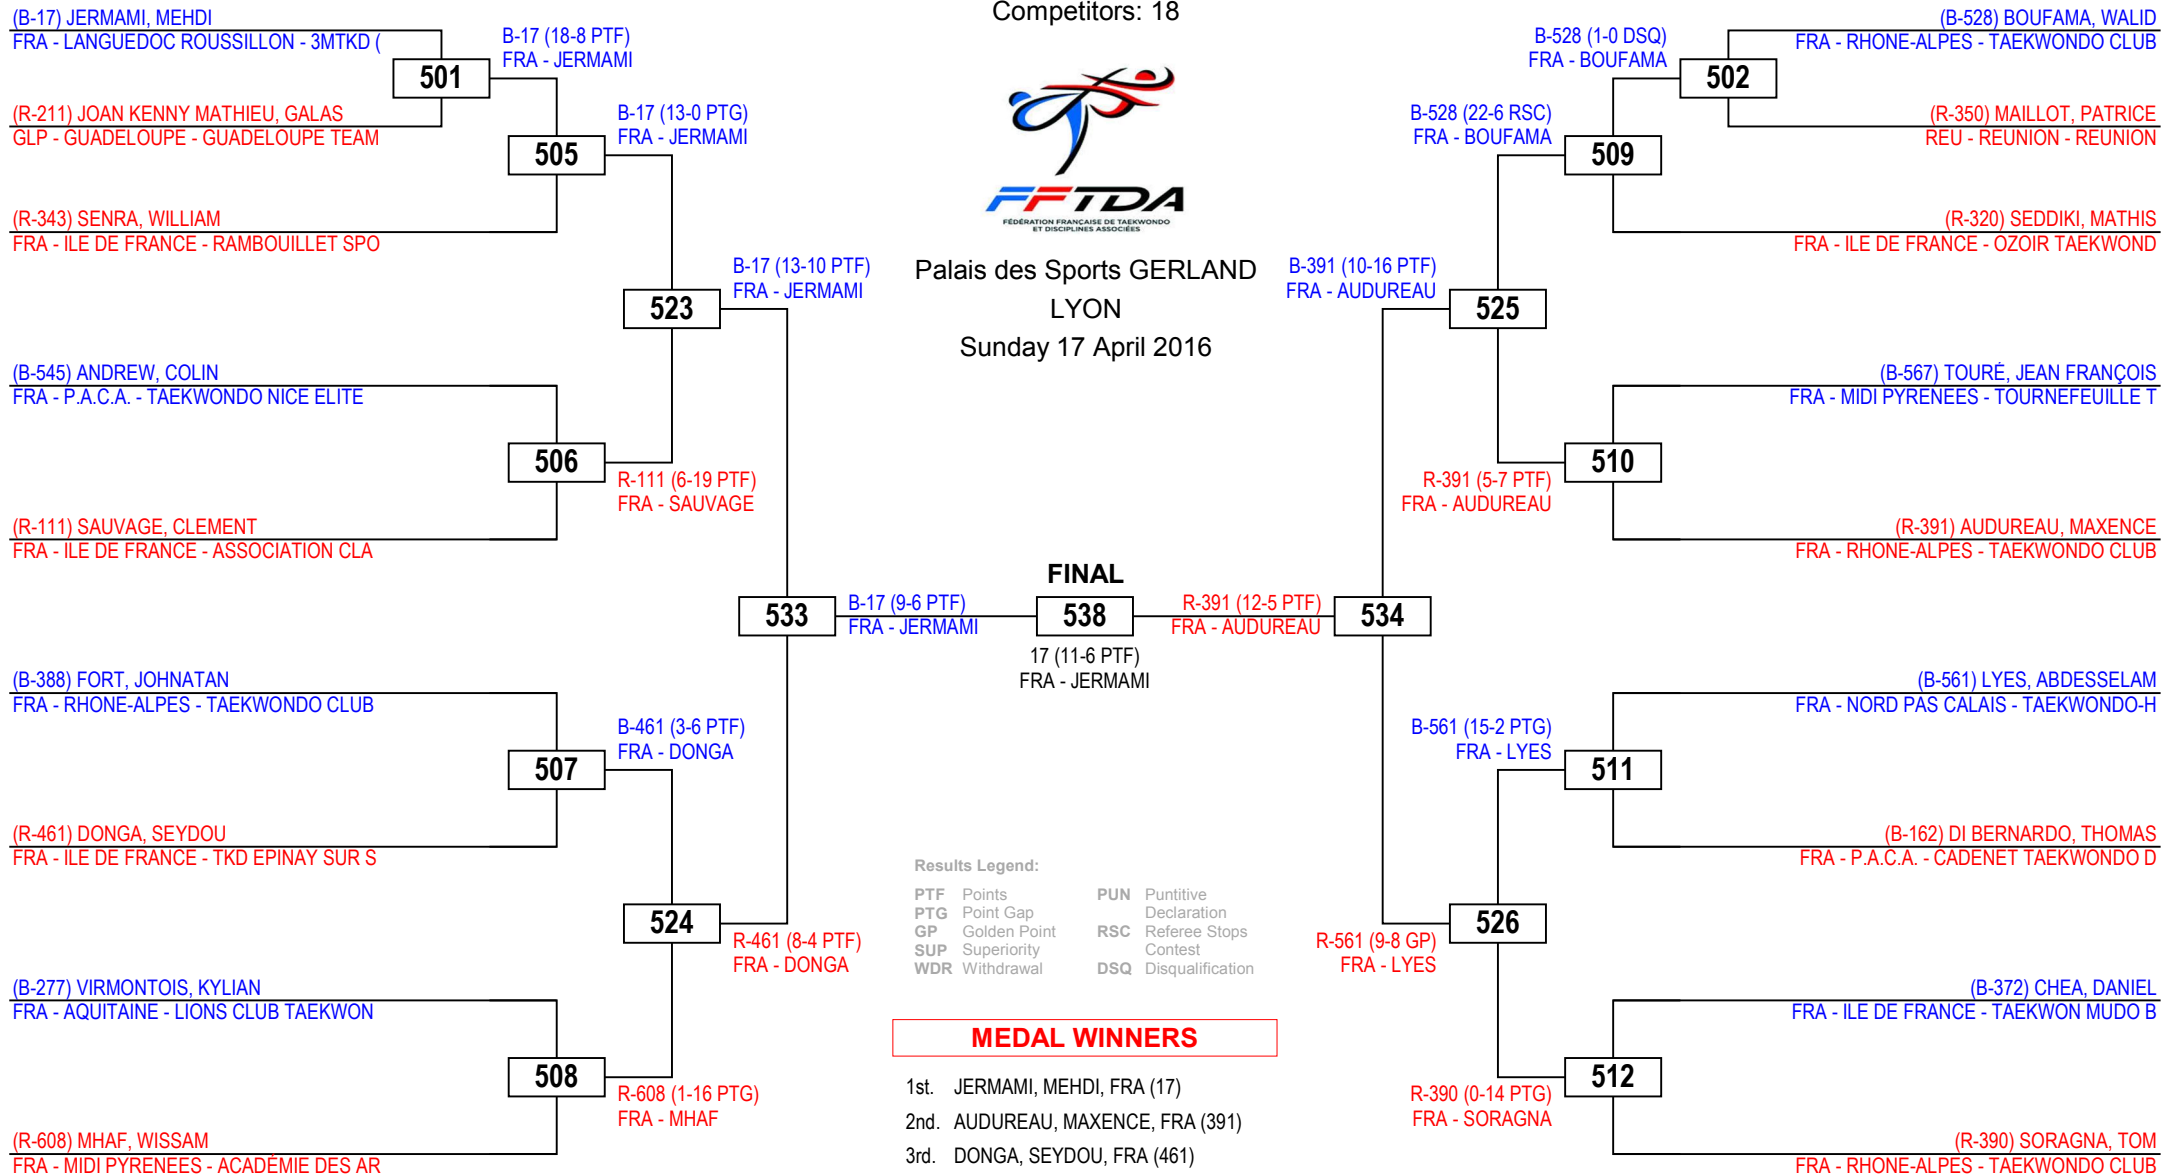 Competitors: 18
FFTDA
FÉDÉRATION FRANÇAISE DE TAEKWONDO
ET DISCIPLINES ASSOCIÉES
Palais des Sports GERLAND
LYON
Sunday 17 April 2016
(B-17) JERMAMI, MEHDI
FRA - LANGUEDOC ROUSSILLON - 3MTKD (
501
(R-211) JOAN KENNY MATHIEU, GALAS
GLP - GUADELOUPE - GUADELOUPE TEAM
B-17 (18-8 PTF)
FRA - JERMAMI
505
(R-343) SENRA, WILLIAM
FRA - ILE DE FRANCE - RAMBOUILLET SPO
B-17 (13-0 PTG)
FRA - JERMAMI
523
B-17 (13-10 PTF)
FRA - JERMAMI
(B-545) ANDREW, COLIN
FRA - P.A.C.A. - TAEKWONDO NICE ELITE
506
R-111 (6-19 PTF)
FRA - SAUVAGE
(R-111) SAUVAGE, CLEMENT
FRA - ILE DE FRANCE - ASSOCIATION CLA
533
B-17 (9-6 PTF)
FRA - JERMAMI
(B-388) FORT, JOHNATAN
FRA - RHONE-ALPES - TAEKWONDO CLUB
507
B-461 (3-6 PTF)
FRA - DONGA
(R-461) DONGA, SEYDOU
FRA - ILE DE FRANCE - TKD EPINAY SUR S
524
R-461 (8-4 PTF)
FRA - DONGA
(B-277) VIRMONTOIS, KYLIAN
FRA - AQUITAINE - LIONS CLUB TAEKWON
508
R-608 (1-16 PTG)
FRA - MHAF
(R-608) MHAF, WISSAM
FRA - MIDI PYRENEES - ACADÉMIE DES AR
FINAL
538
17 (11-6 PTF)
FRA - JERMAMI
(B-528) BOUFAMA, WALID
FRA - RHONE-ALPES - TAEKWONDO CLUB
B-528 (1-0 DSQ)
FRA - BOUFAMA
502
(R-350) MAILLOT, PATRICE
REU - REUNION - REUNION
B-528 (22-6 RSC)
FRA - BOUFAMA
509
(R-320) SEDDIKI, MATHIS
FRA - ILE DE FRANCE - OZOIR TAEKWOND
B-391 (10-16 PTF)
FRA - AUDUREAU
525
(B-567) TOURÉ, JEAN FRANÇOIS
FRA - MIDI PYRENEES - TOURNEFEUILLE T
510
R-391 (5-7 PTF)
FRA - AUDUREAU
(R-391) AUDUREAU, MAXENCE
FRA - RHONE-ALPES - TAEKWONDO CLUB
R-391 (12-5 PTF)
FRA - AUDUREAU
534
(B-561) LYES, ABDESSELAM
FRA - NORD PAS CALAIS - TAEKWONDO-H
B-561 (15-2 PTG)
FRA - LYES
511
(B-162) DI BERNARDO, THOMAS
FRA - P.A.C.A. - CADENET TAEKWONDO D
526
R-561 (9-8 GP)
FRA - LYES
(B-372) CHEA, DANIEL
FRA - ILE DE FRANCE - TAEKWON MUDO B
512
R-390 (0-14 PTG)
FRA - SORAGNA
(R-390) SORAGNA, TOM
FRA - RHONE-ALPES - TAEKWONDO CLUB
Results Legend:
PTF Points
PTG Point Gap
GP Golden Point
SUP Superiority
WDR Withdrawal
PUN Puntitive
Declaration
RSC Referee Stops
Contest
DSQ Disqualification
MEDAL WINNERS
1st. JERMAMI, MEHDI, FRA (17)
2nd. AUDUREAU, MAXENCE, FRA (391)
3rd. DONGA, SEYDOU, FRA (461)